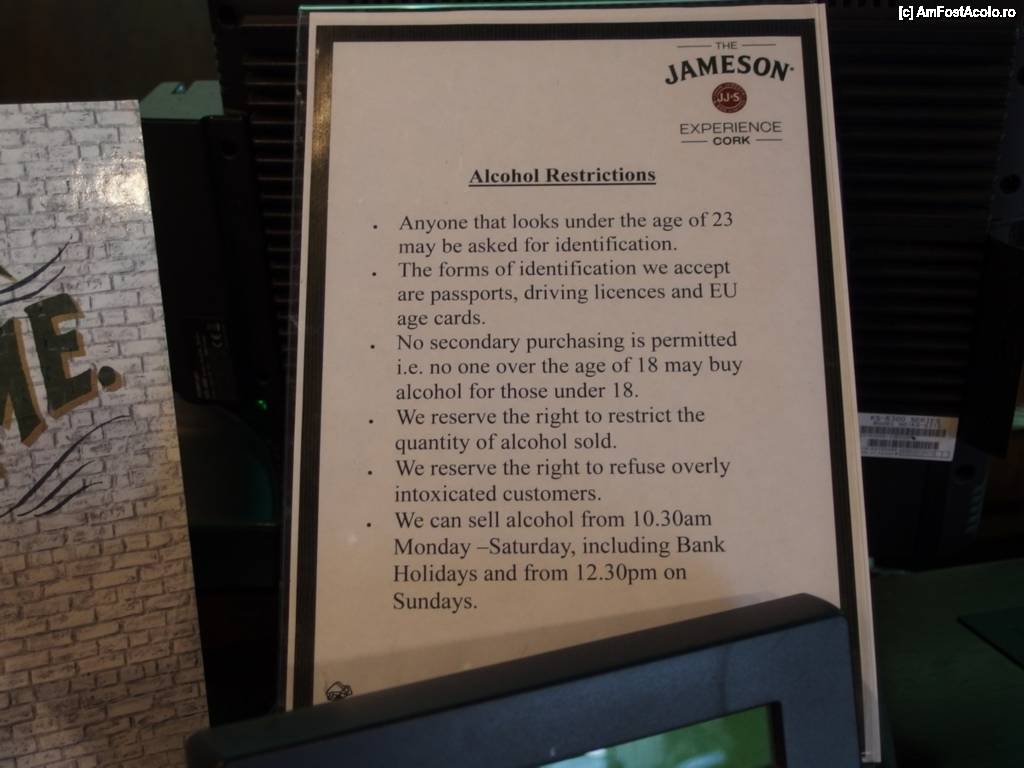 [c] AmFostAcolo.ro
THE
JAMESON
JJ&S
EXPERIENCE
CORK
Alcohol Restrictions
. Anyone that looks under the age of 23
may be asked for identification.
. The forms of identification we accept
are passports, driving licences and EU
age cards.
. No secondary purchasing is permitted
i.e. no one over the age of 18 may buy
alcohol for those under 18.
. We reserve the right to restrict the
quantity of alcohol sold.
. We reserve the right to refuse overly
intoxicated customers.
. We can sell alcohol from 10.30am
Monday –Saturday, including Bank
Holidays and from 12.30pm on
Sundays.
ME.